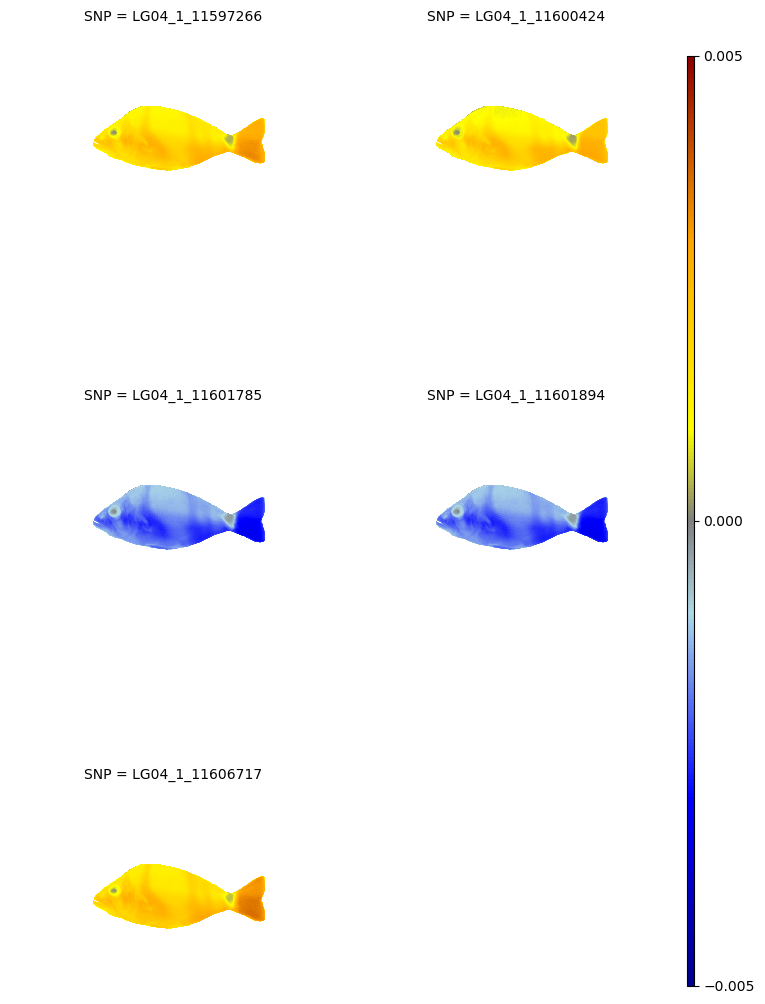 SNP = LG04_1_11597266
SNP = LG04_1_11600424
0.005
SNP = LG04_1_11601785
SNP = LG04_1_11601894
0.000
SNP = LG04_1_11606717
−0.005